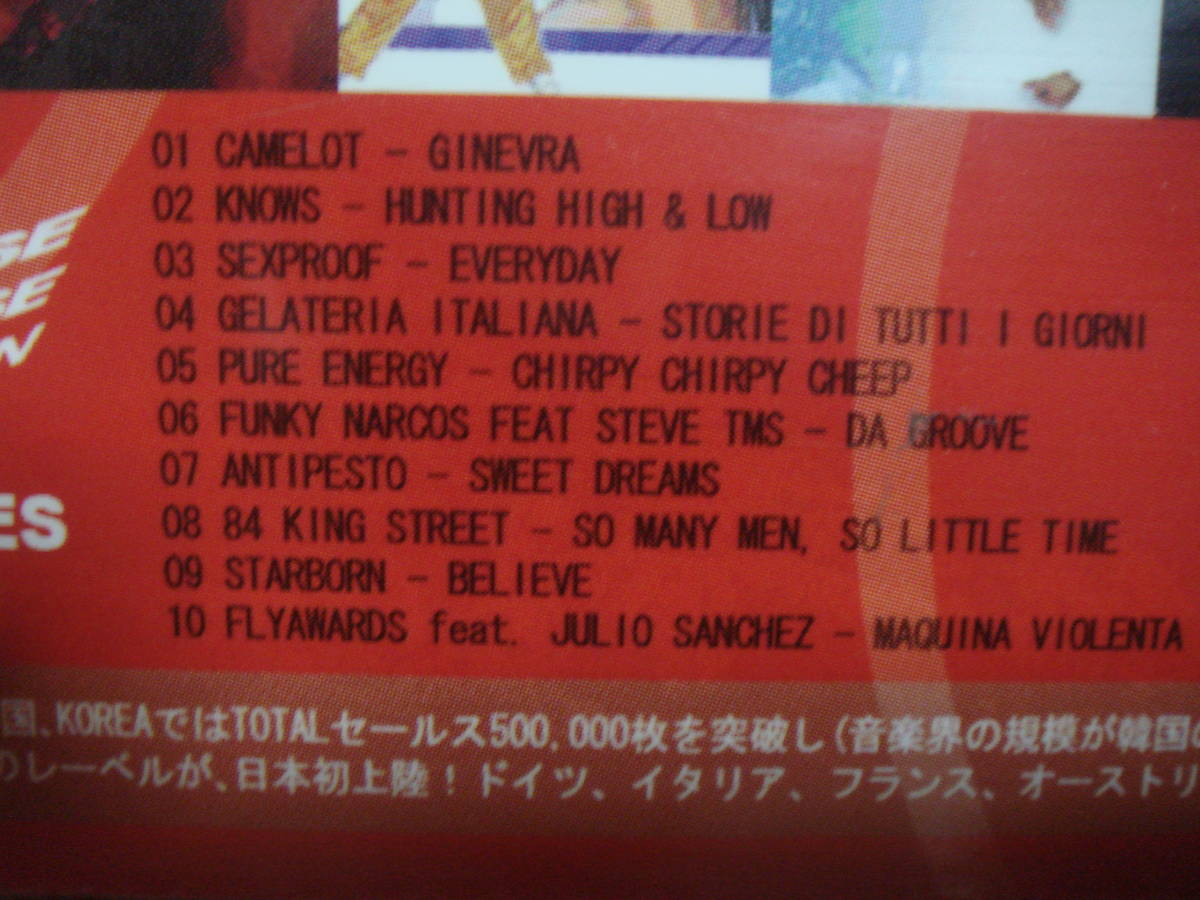 01 CAMELOT - GINEVRA
02 KNOWS - HUNTING HIGH & LOW
03 SEXPROOF - EVERYDAY
04 GELATERIA ITALIANA - STORIE DI TUTTI I GIORNI
05 PURE ENERGY - CHIRPY CHIRPY CHEEP
06 FUNKY NARCOS FEAT STEVE TMS - DA GROOVE
07 ANTIPESTO - SWEET DREAMS
08 84 KING STREET - SO MANY MEN, SO LITTLE TIME
09 STARBORN - BELIEVE
10 FLYAWARDS feat. JULIO SANCHEZ - MAQUINA VIOLENTA
SE
SE
W
ES
国、KOREAではTOTALセールス500,000枚を突破し(音楽界の規模が韓国の
のレーベルが、日本初上陸!ドイツ、イタリア、フランス、オーストリ